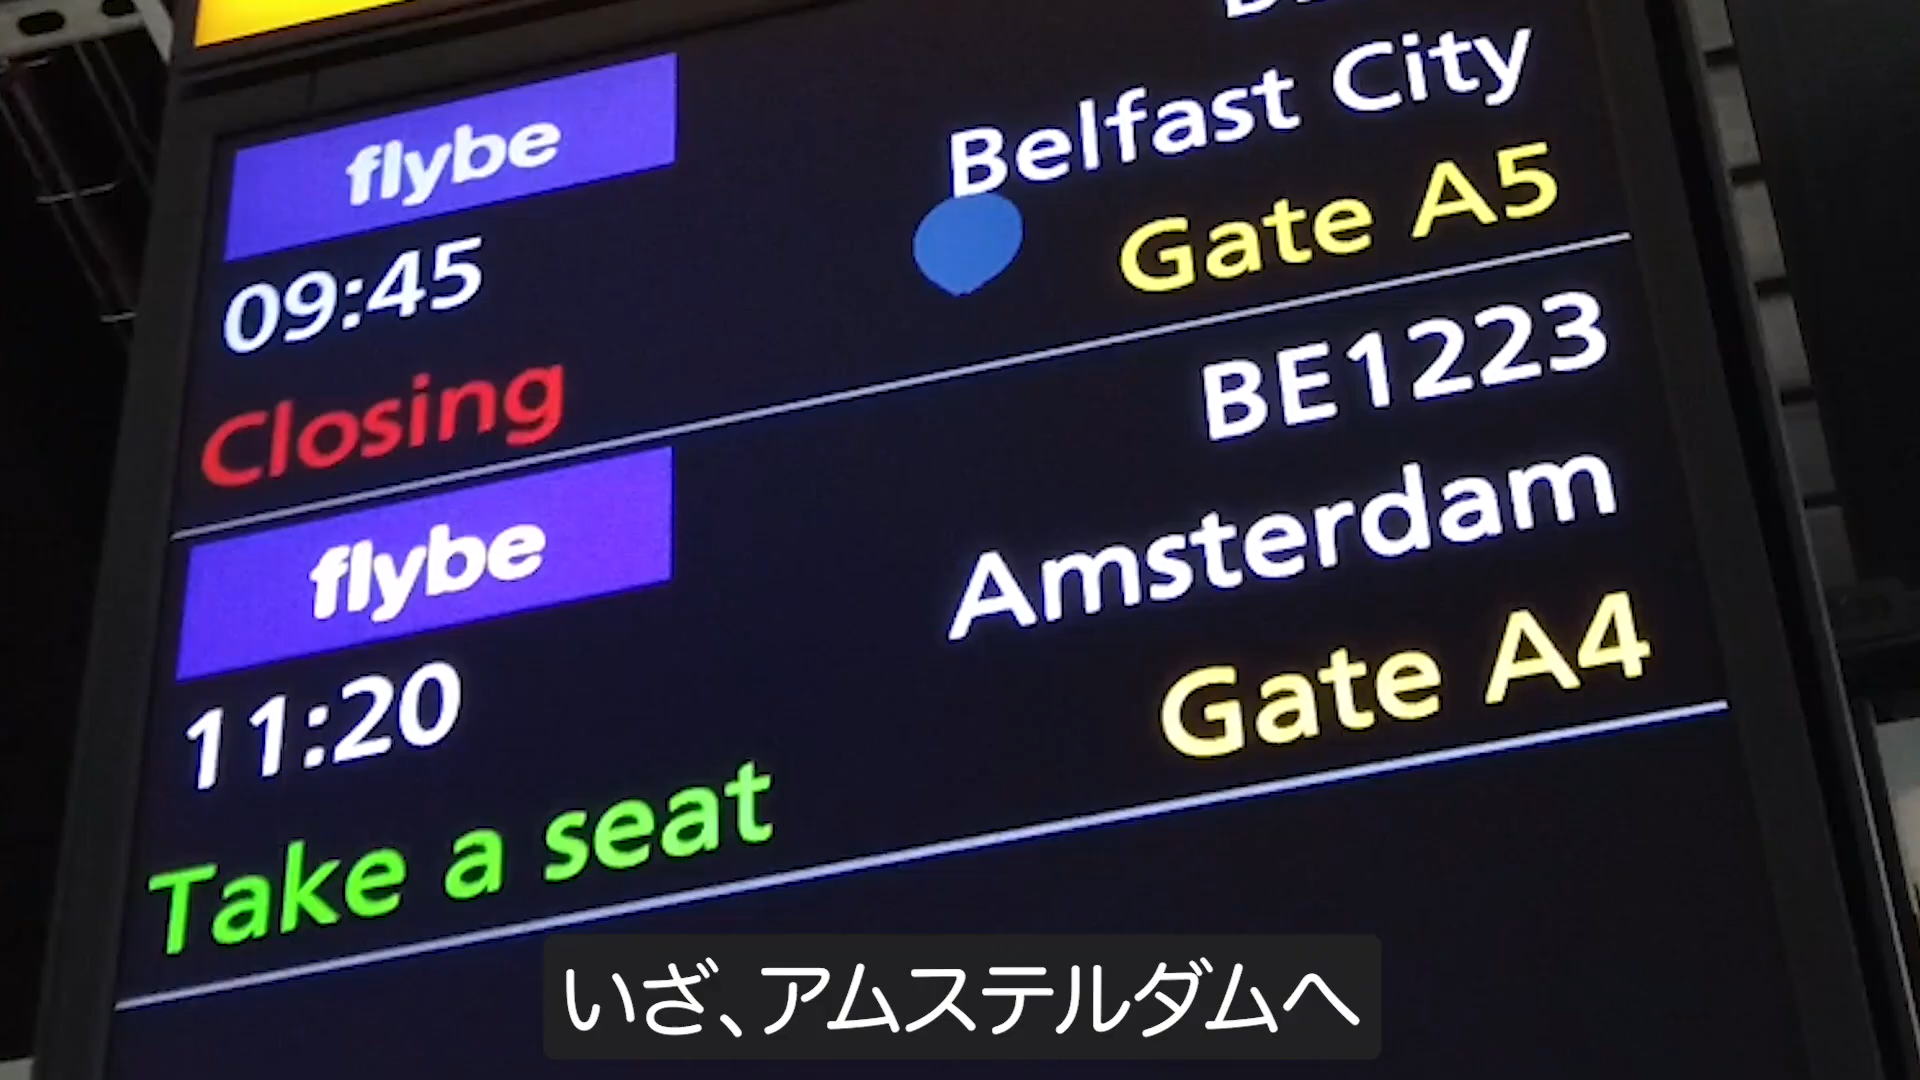 flybe
Belfast City
09:45
Gate A5
Closing
BE1223
flybe
Amsterdam
11:20
Gate A4
Take a seat
いざ、アムステルダムへ